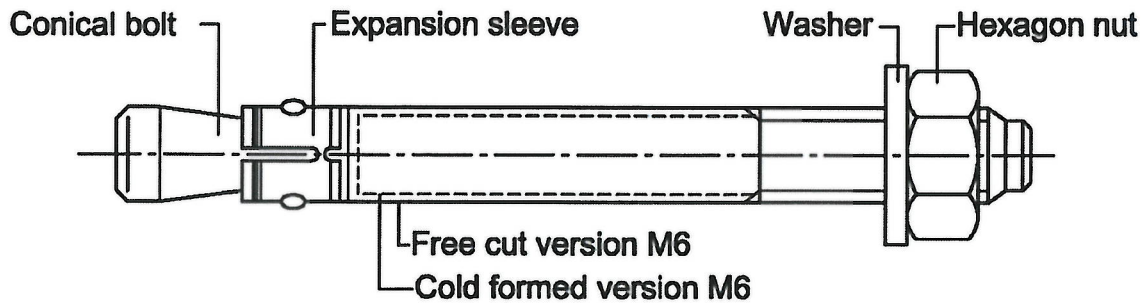 Conical bolt
Expansion sleeve
Washer
Hexagon nut
Free cut version M6
Cold formed version M6